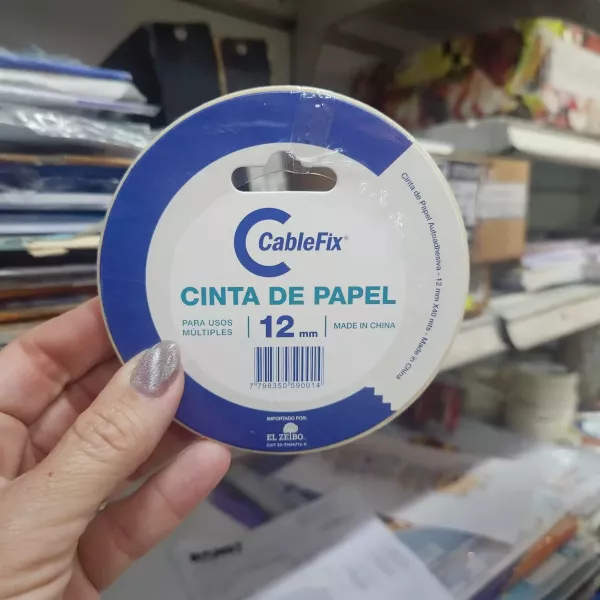 CableFix®
CINTA DE PAPEL
PARA USOS
MÚLTIPLES
12 mm
MADE IN CHINA
7 798350 590014
IMPORTADO POR:
EL ZEIBO
Cinta de Papel Autoadhesiva - 12 mm X40 mts - Made in China